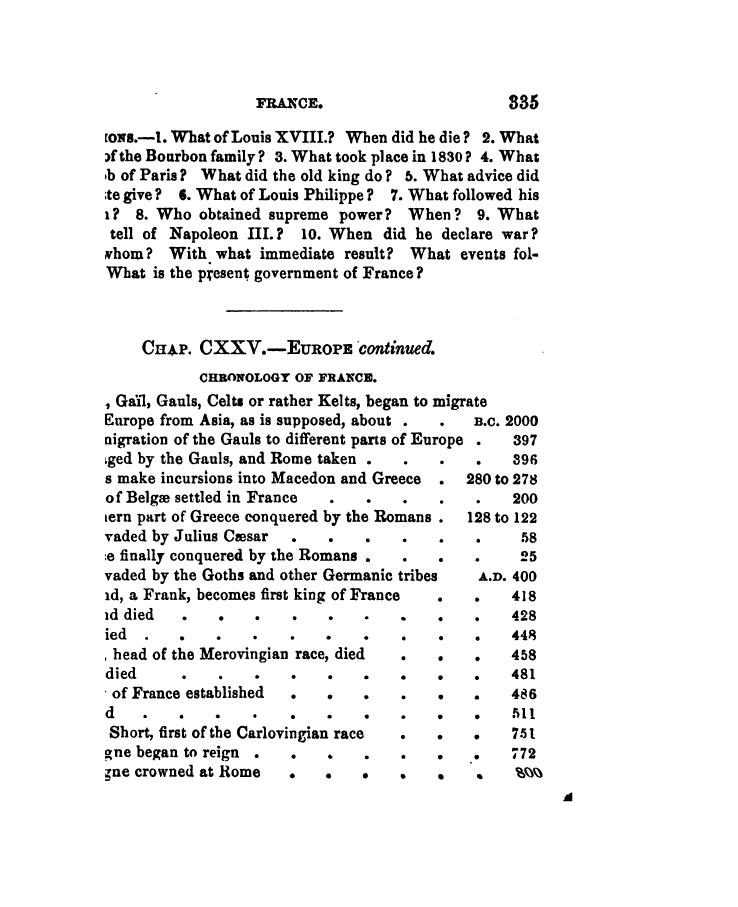 FRANCE. 335
What of Louis XVIII.? When did he die? 2. What
of the Bourbon family? 3. What took place in 1830? 4. What
of Paris? What did the old king do? 5. What advice did
give? 6. What of Louis Philippe? 7. What followed his
? 8. Who obtained supreme power? When? 9. What
tell of Napoleon III.? 10. When did he declare war?
whom? With what immediate result? What events fol-
What is the present government of France?
CHAP. CXXV.—EUROPE continued.
CHRONOLOGY OF FRANCE.
, Gaïl, Gauls, Celts or rather Kelts, began to migrate
Europe from Asia, as is supposed, about . . B.C. 2000
migration of the Gauls to different parts of Europe . 397
ged by the Gauls, and Rome taken . . . . 396
s make incursions into Macedon and Greece . 280 to 278
of Belgæ settled in France . . . . . 200
ern part of Greece conquered by the Romans . 128 to 122
vaded by Julius Cæsar . . . . . . 58
e finally conquered by the Romans . . . . 25
vaded by the Goths and other Germanic tribes A.D. 400
d, a Frank, becomes first king of France . . 418
d died . . . . . . . . . 428
ied . . . . . . . . . . 448
, head of the Merovingian race, died . . . 458
died . . . . . . . . . 481
of France established . . . . . . 486
d . . . . . . . . . . 511
Short, first of the Carlovingian race . . . 751
gne began to reign . . . . . . . 772
gne crowned at Rome . . . . . . 800